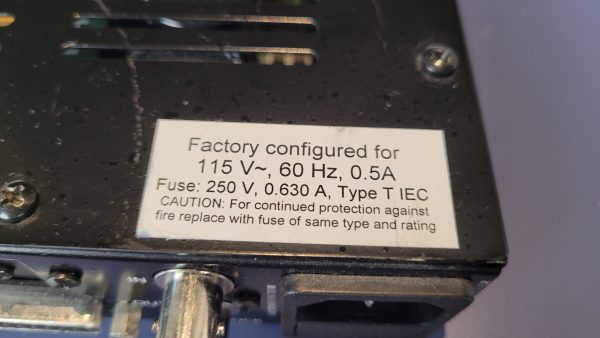 Factory configured for
115 V~, 60 Hz, 0.5A
Fuse: 250 V, 0.630 A, Type T IEC
CAUTION: For continued protection against
fire replace with fuse of same type and rating
IN